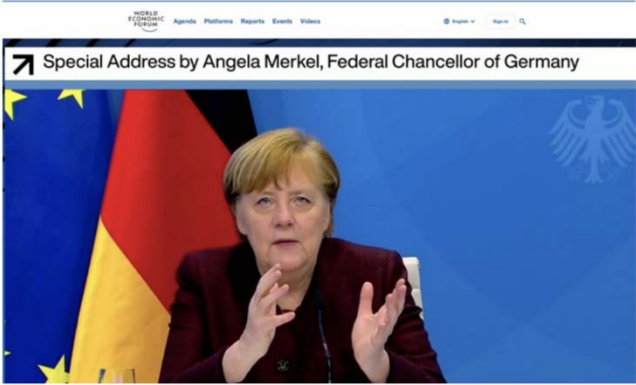 WORLD
ECONOMIC
FORUM
Agenda Platforms Reports Events Videos
English
Sign in
Special Address by Angela Merkel, Federal Chancellor of Germany